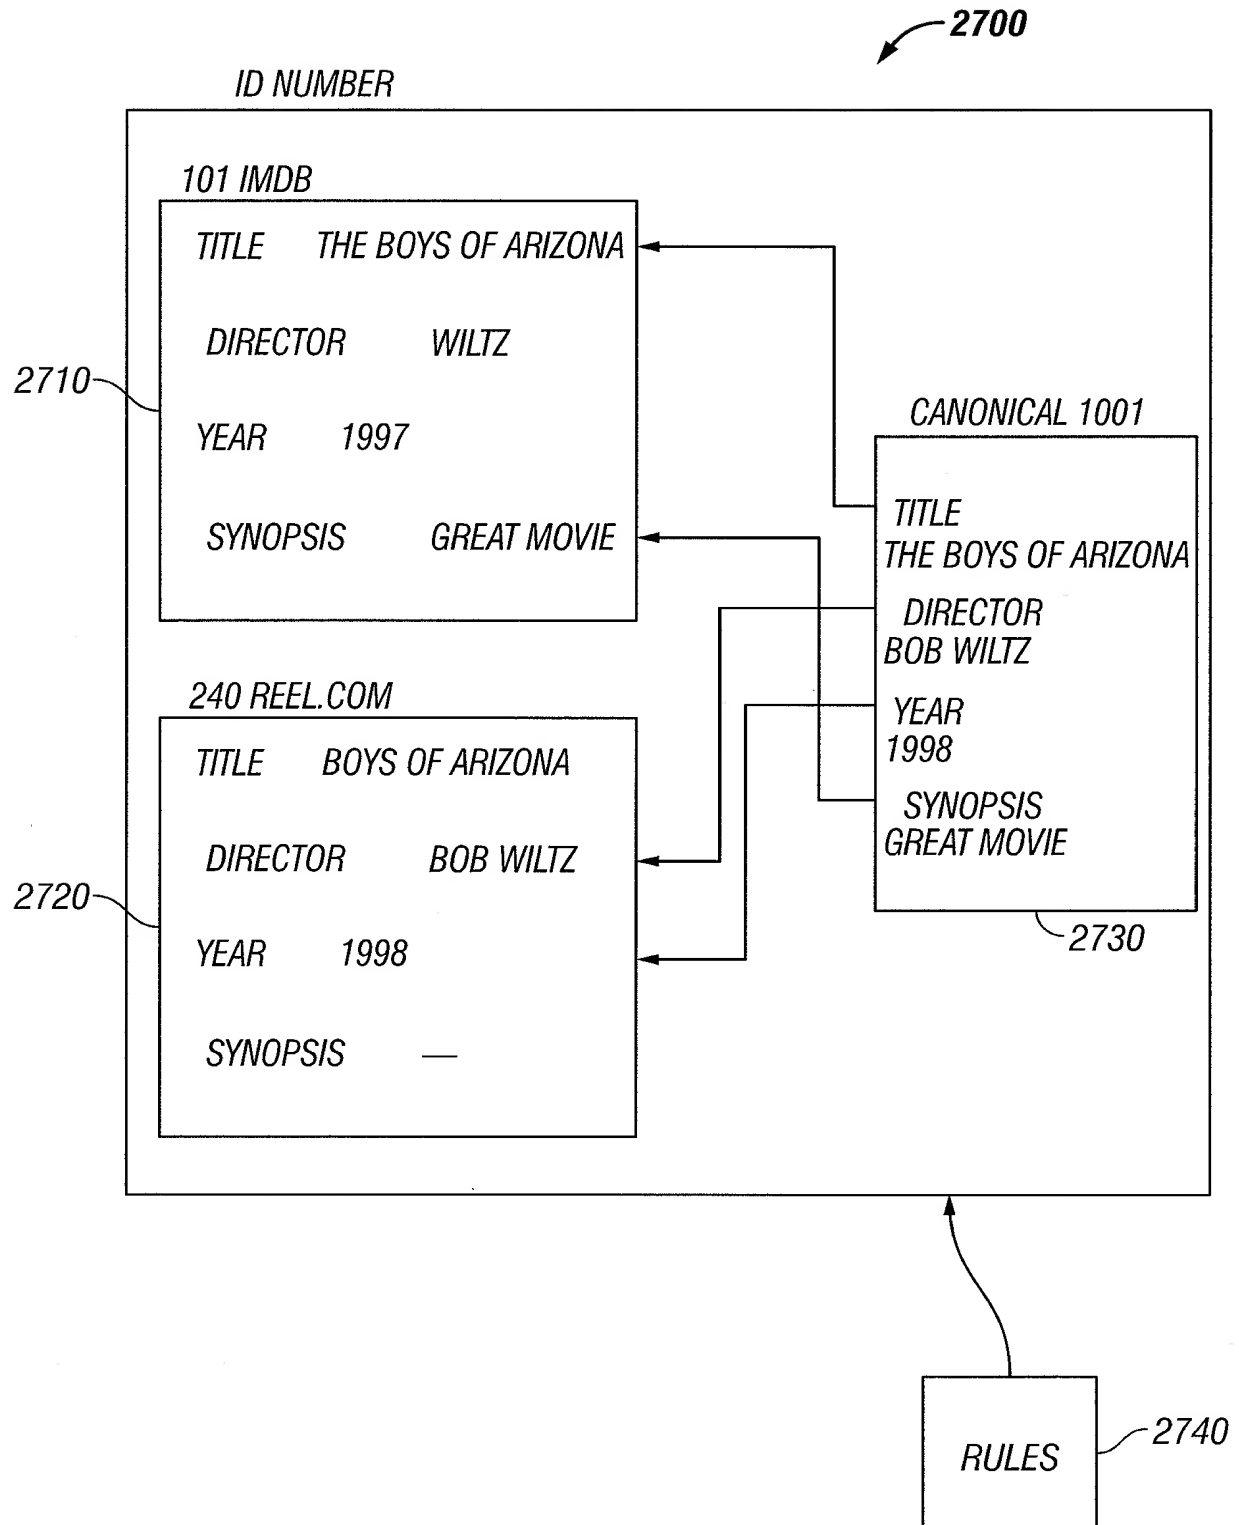 2700
ID NUMBER
101 IMDB
TITLE THE BOYS OF ARIZONA
DIRECTOR WILTZ
2710
YEAR 1997
SYNOPSIS GREAT MOVIE
CANONICAL 1001
TITLE
THE BOYS OF ARIZONA
DIRECTOR
BOB WILTZ
YEAR
1998
SYNOPSIS
GREAT MOVIE
2730
240 REEL.COM
TITLE BOYS OF ARIZONA
DIRECTOR BOB WILTZ
2720
YEAR 1998
SYNOPSIS —
RULES
2740